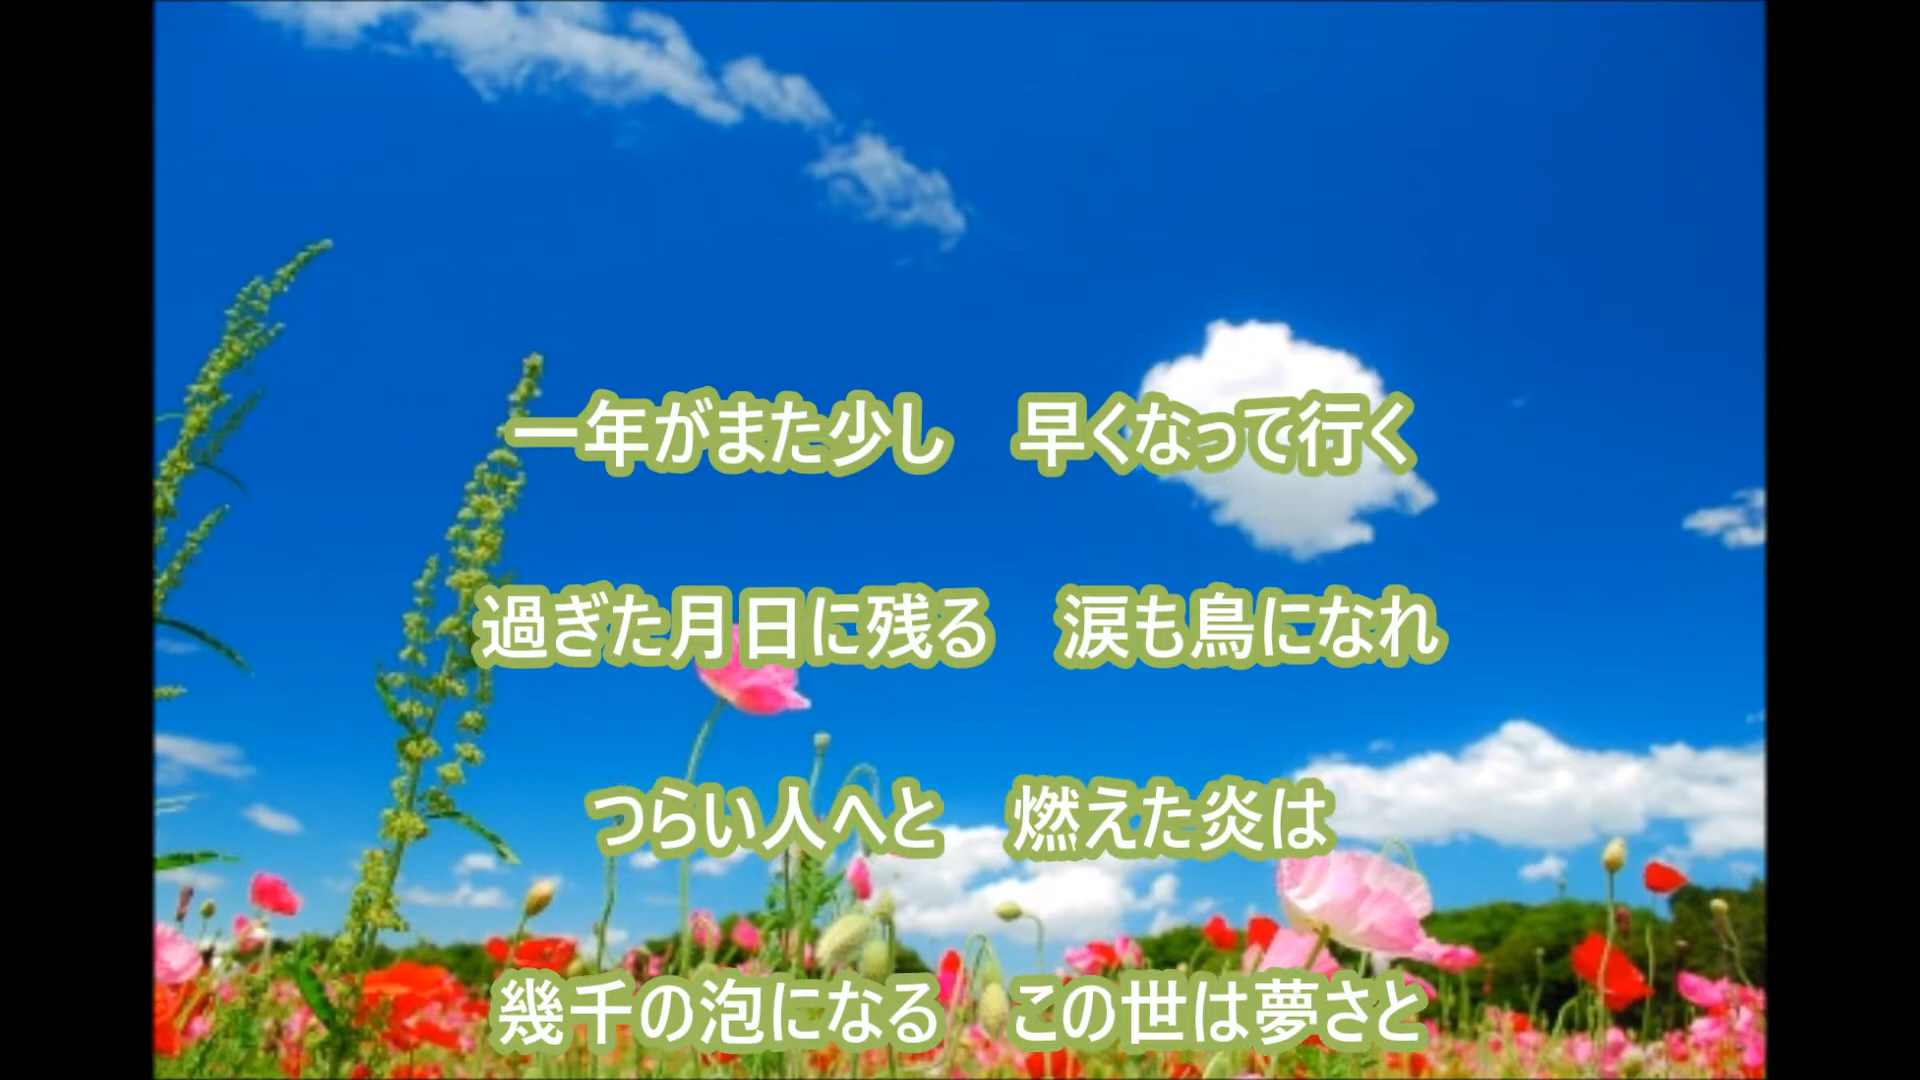 一年がまた少し　早くなって行く
過ぎた月日に残る　涙も鳥になれ
つらい人へと　燃えた炎は
幾千の泡になる　この世は夢さと